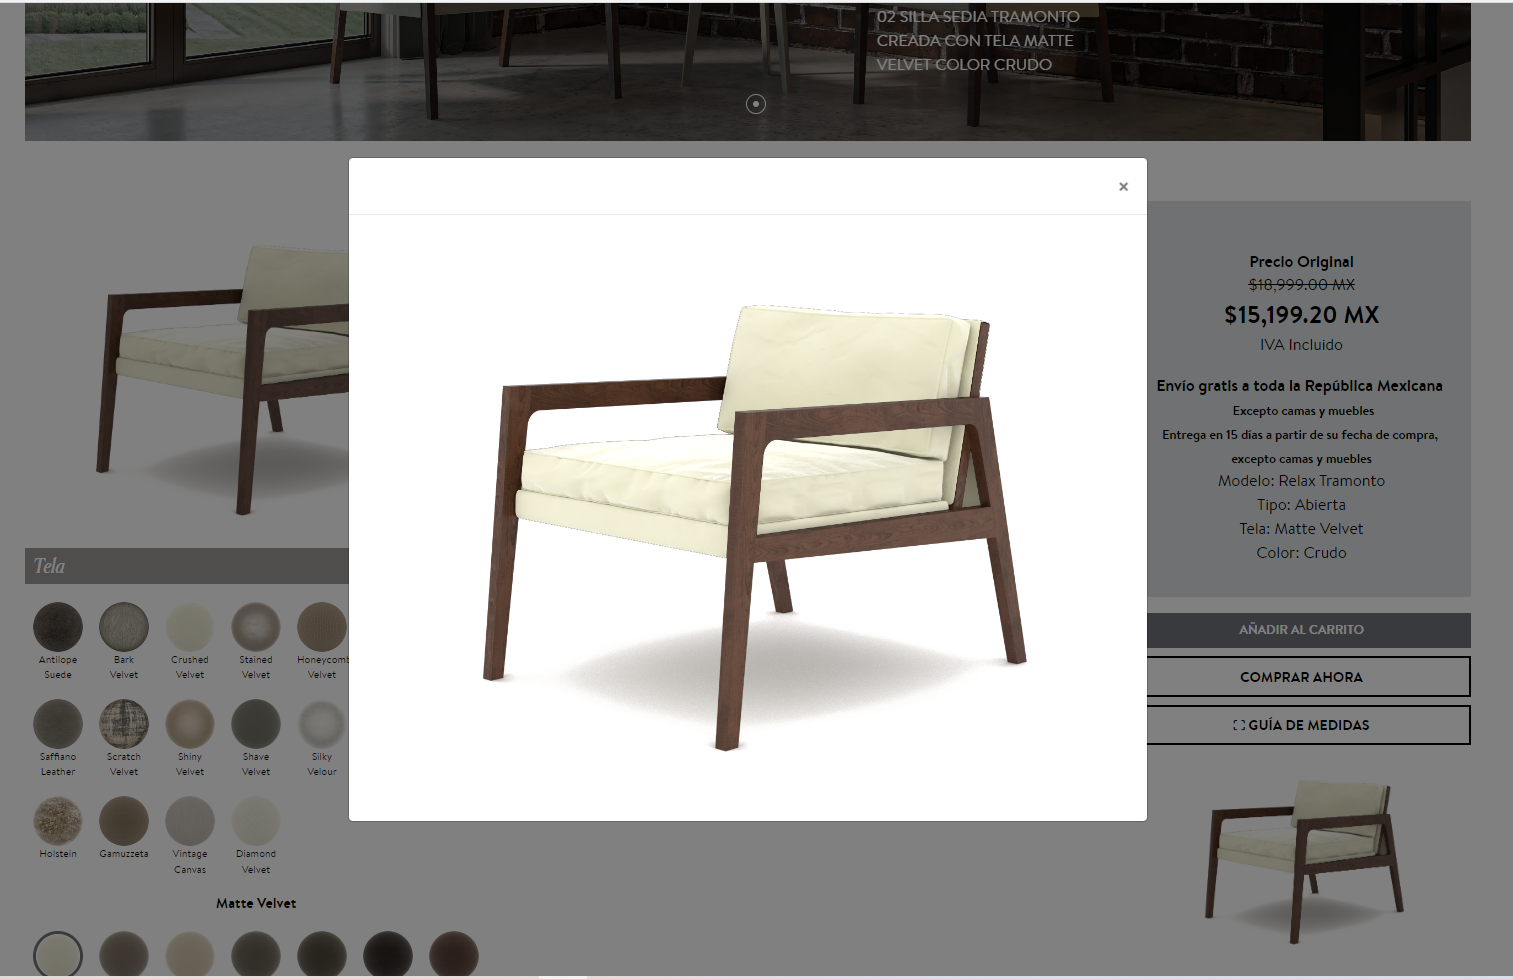 02 SILLA SEDIA TRAMONTO
CREADA CON TELA MATTE
VELVET COLOR CRUDO
×
Precio Original
$18,999.00 MX
$15,199.20 MX
IVA Incluido
Envío gratis a toda la República Mexicana
Excepto camas y muebles
Entrega en 15 días a partir de su fecha de compra,
excepto camas y muebles
Modelo: Relax Tramonto
Tipo: Abierta
Tela: Matte Velvet
Color: Crudo
AÑADIR AL CARRITO
COMPRAR AHORA
GUÍA DE MEDIDAS
Tela
Antilope
Suede
Bark
Velvet
Crushed
Velvet
Stained
Velvet
Honeycomb
Velvet
Saffiano
Leather
Scratch
Velvet
Shiny
Velvet
Shave
Velvet
Silky
Velour
Holstein
Gamuzzeta
Vintage
Canvas
Diamond
Velvet
Matte Velvet